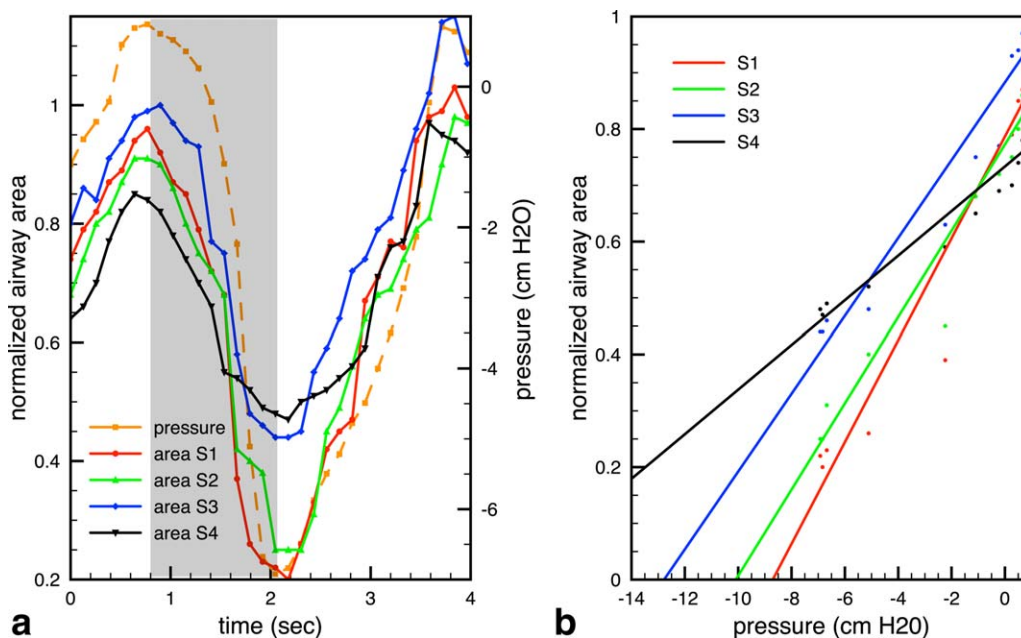 1
0.8
0.6
0.4
0.2
normalized airway area
0
-2
-4
-6
pressure (cm H2O)
pressure
area S1
area S2
area S3
area S4
0
1
2
3
4
time (sec)
a
1
0.8
0.6
0.4
0.2
0
normalized airway area
S1
S2
S3
S4
-14
-12
-10
-8
-6
-4
-2
0
pressure (cm H20)
b